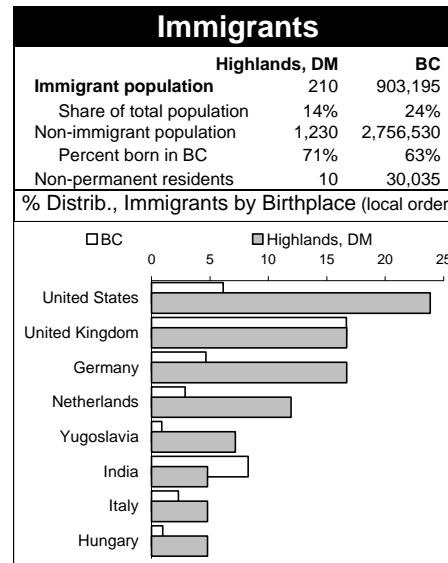 Immigrants
Highlands, DM BC
Immigrant population 210 903,195
Share of total population 14% 24%
Non-immigrant population 1,230 2,756,530
Percent born in BC 71% 63%
Non-permanent residents 10 30,035
% Distrib., Immigrants by Birthplace (local order
BC Highlands, DM
0 5 10 15 20 25
United States
United Kingdom
Germany
Netherlands
Yugoslavia
India
Italy
Hungary